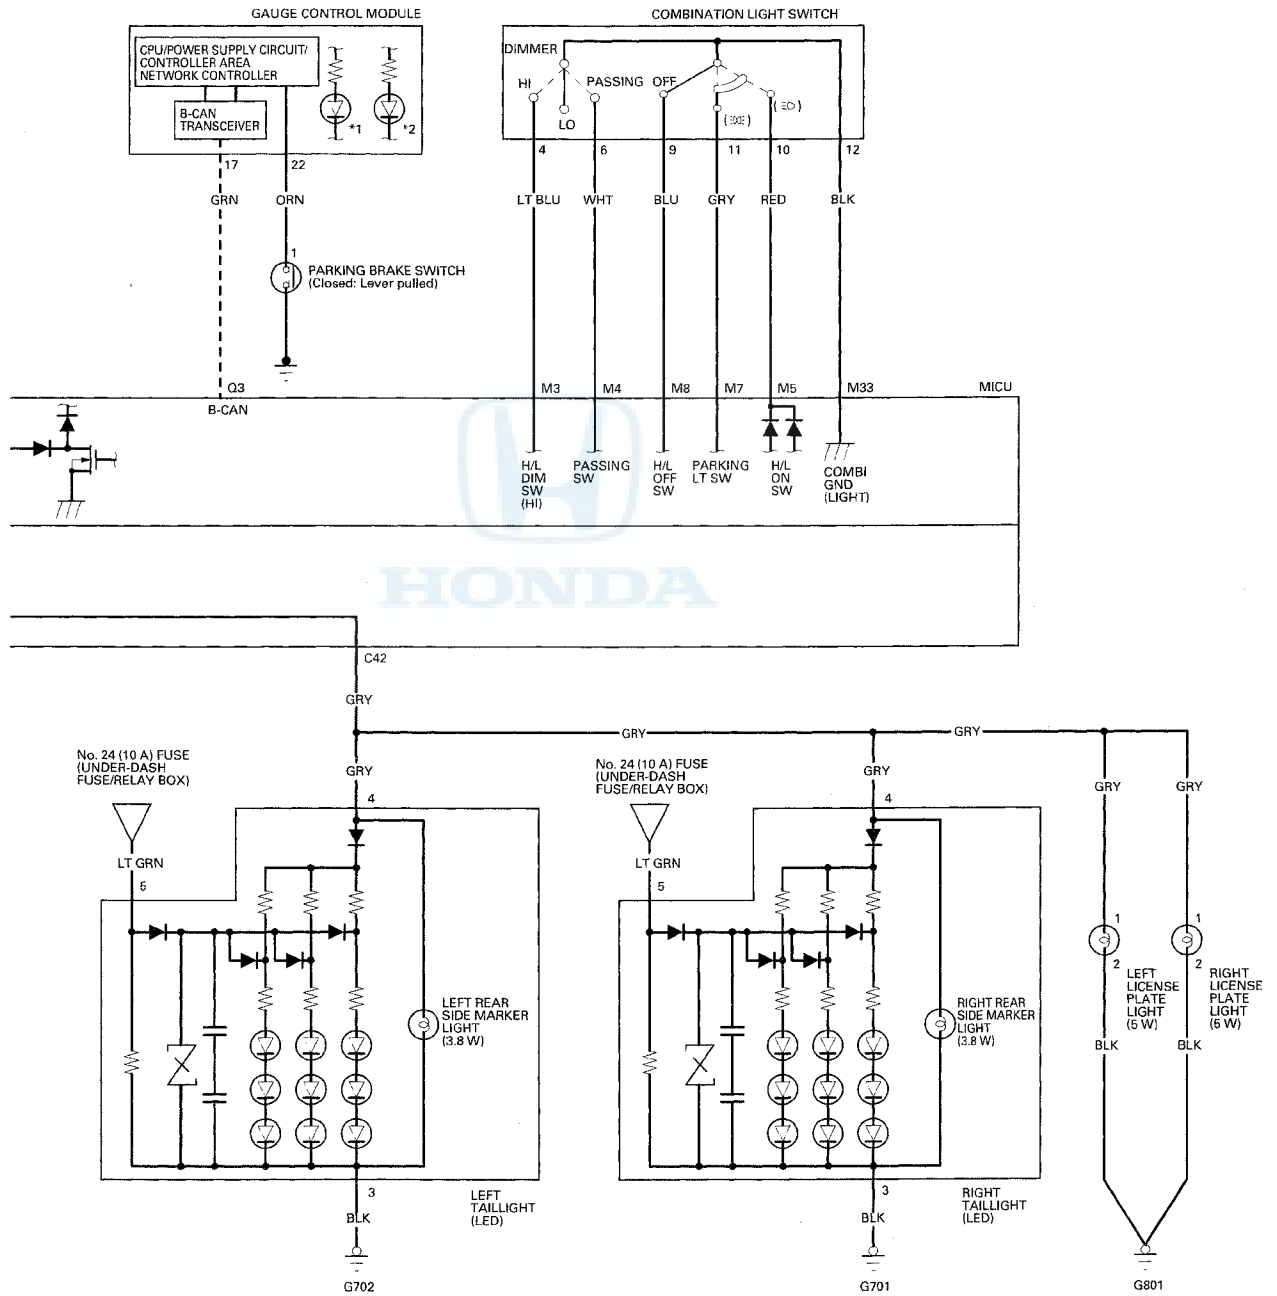 GAUGE CONTROL MODULE
COMBINATION LIGHT SWITCH
CPU/POWER SUPPLY CIRCUIT/
CONTROLLER AREA
NETWORK CONTROLLER
B-CAN
TRANSCEIVER
*1
*2
DIMMER
HI
PASSING
OFF
LO
17
22
4
6
9
11
10
12
GRN
ORN
LT BLU
WHT
BLU
GRY
RED
BLK
1
PARKING BRAKE SWITCH
(Closed: Lever pulled)
Q3
M3
M4
M8
M7
M5
M33
MICU
B-CAN
H/L
DIM
SW
(HI)
PASSING
SW
H/L
OFF
SW
PARKING
LT SW
H/L
ON
SW
COMBI
GND
(LIGHT)
HONDA
C42
GRY
GRY
GRY
No. 24 (10 A) FUSE
(UNDER-DASH
FUSE/RELAY BOX)
GRY
No. 24 (10 A) FUSE
(UNDER-DASH
FUSE/RELAY BOX)
GRY
GRY
GRY
4
4
LT GRN
5
LT GRN
5
LEFT REAR
SIDE MARKER
LIGHT
(3.8 W)
RIGHT REAR
SIDE MARKER
LIGHT
(3.8 W)
1
2
LEFT
LICENSE
PLATE
LIGHT
(5 W)
1
2
RIGHT
LICENSE
PLATE
LIGHT
(5 W)
BLK
BLK
3
LEFT
TAILLIGHT
(LED)
3
RIGHT
TAILLIGHT
(LED)
BLK
BLK
G702
G701
G801